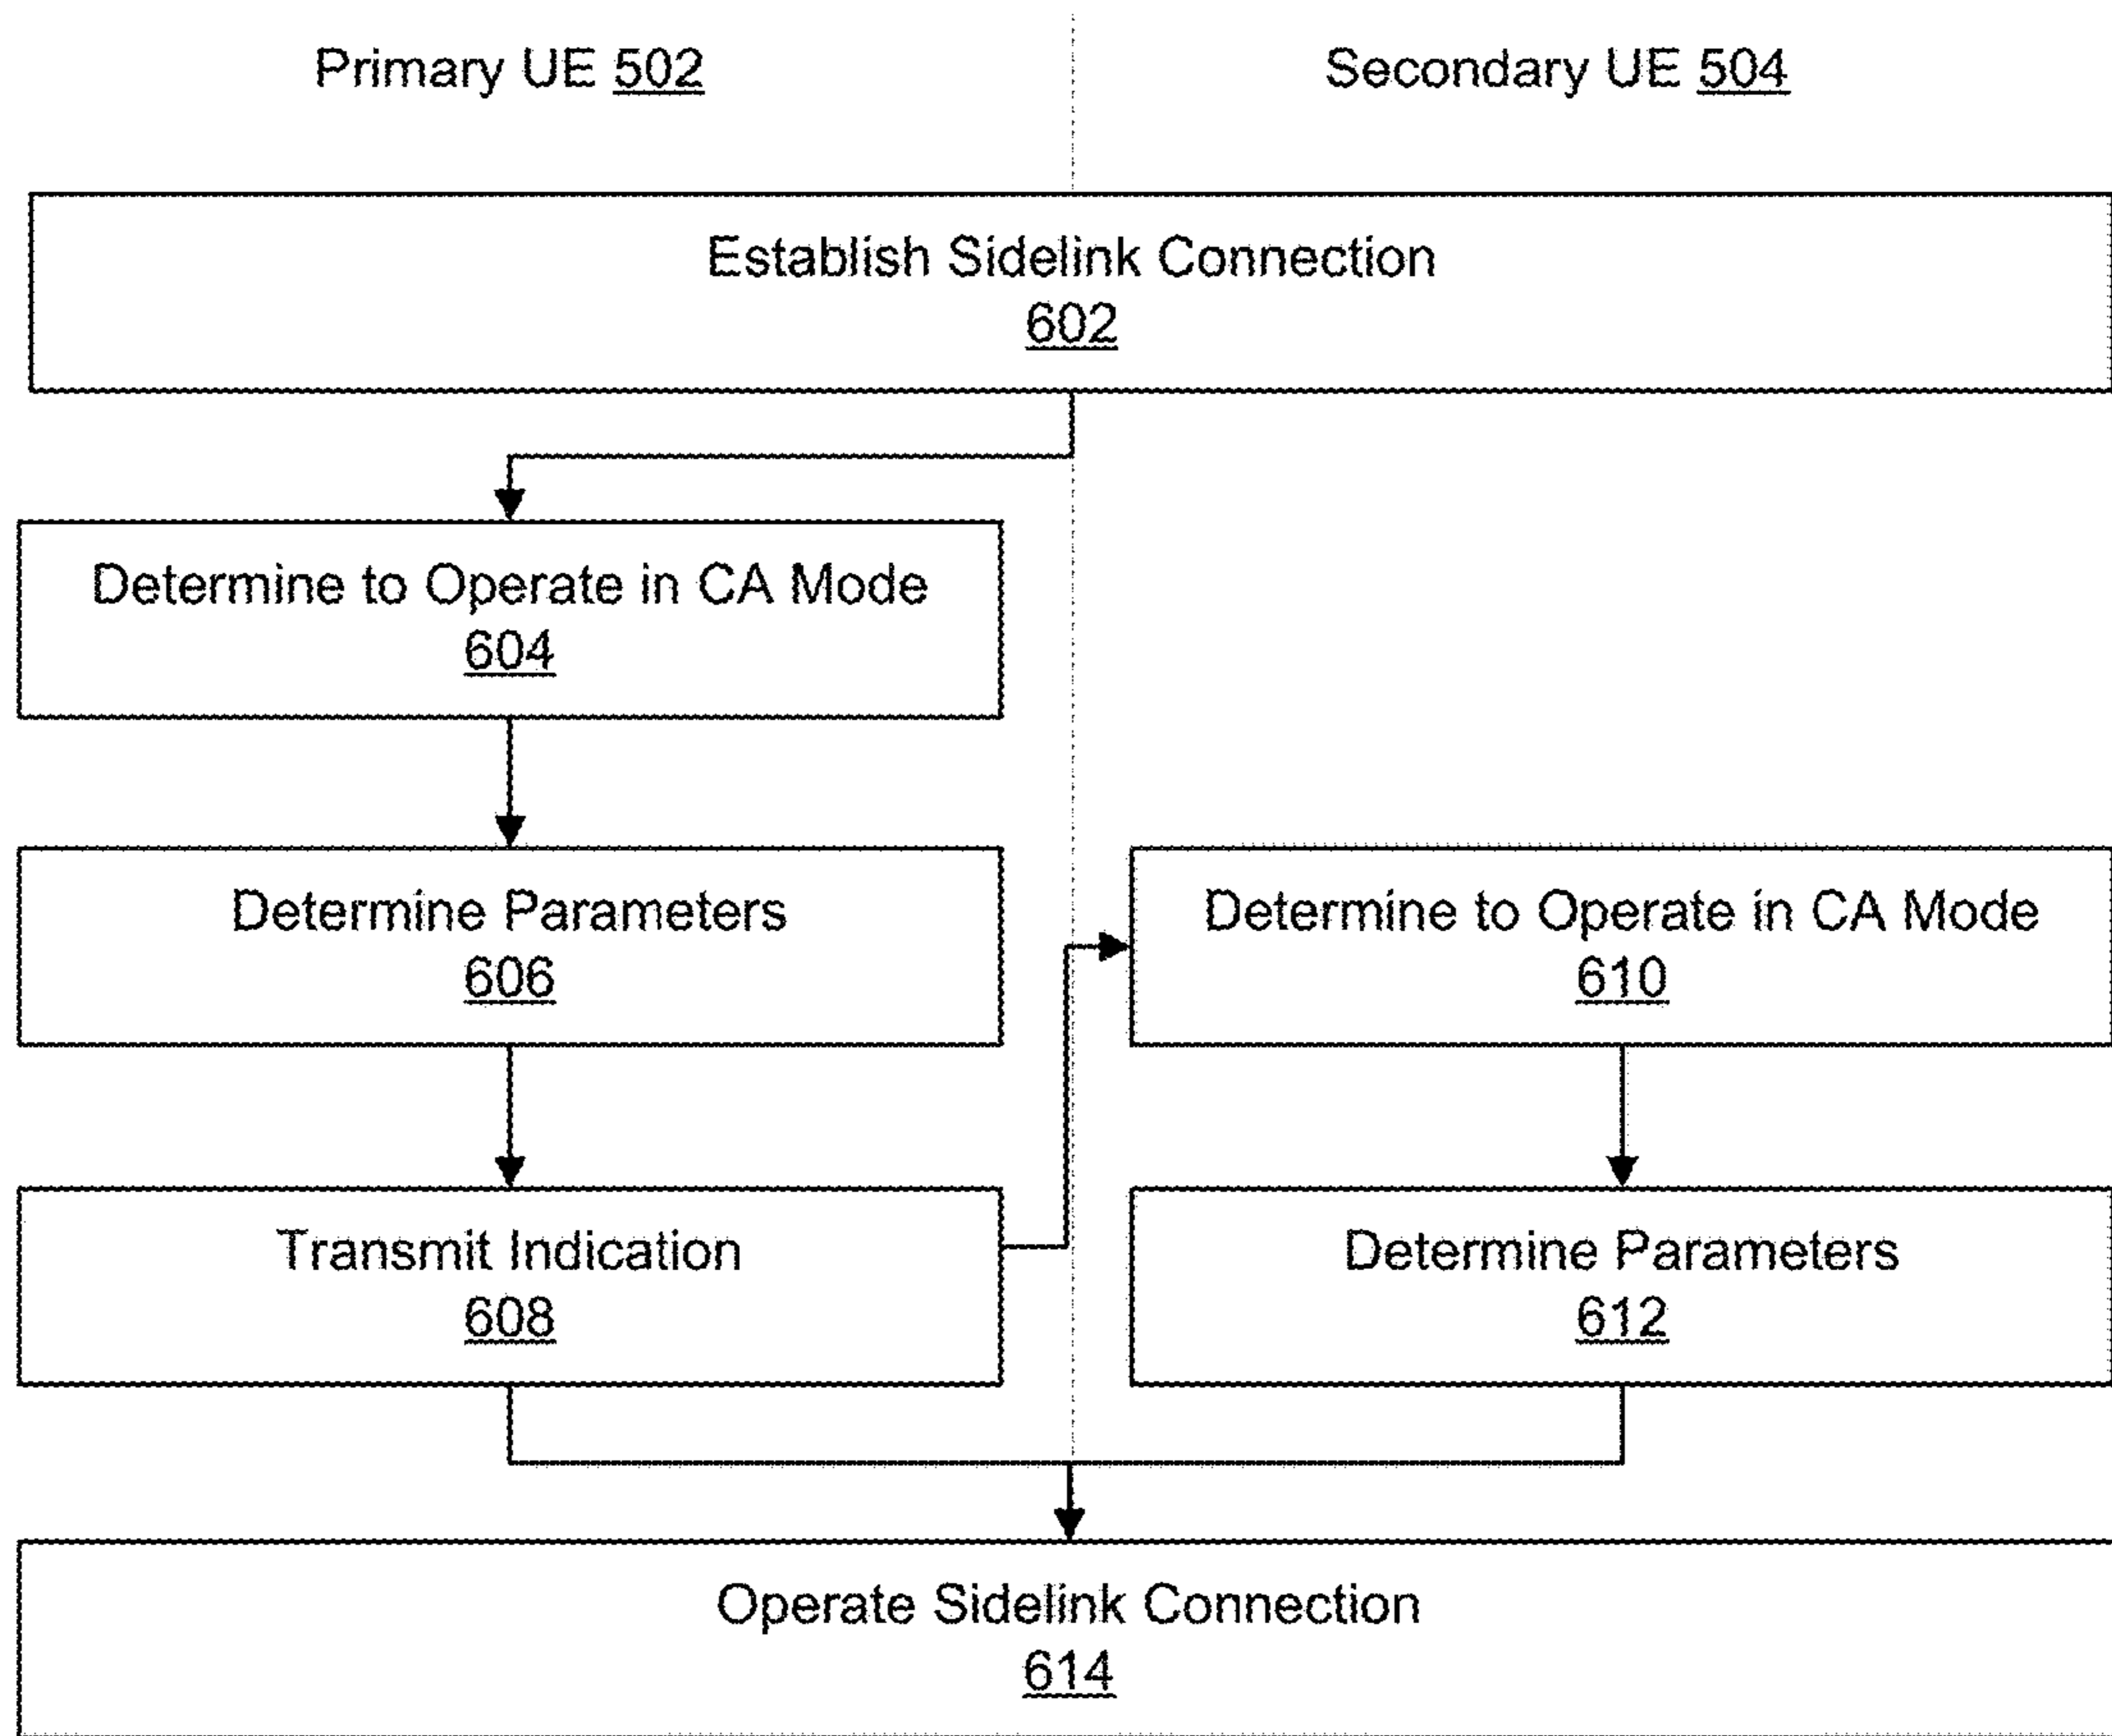 Primary UE 502
Secondary UE 504
Establish Sidelink Connection
602
Determine to Operate in CA Mode
604
Determine Parameters
606
Determine to Operate in CA Mode
610
Transmit Indication
608
Determine Parameters
612
Operate Sidelink Connection
614